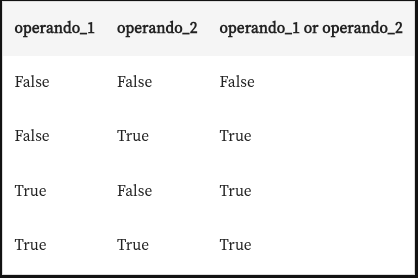 operando_1 operando_2 operando_1 or operando_2
False False False
False True True
True False True
True True True